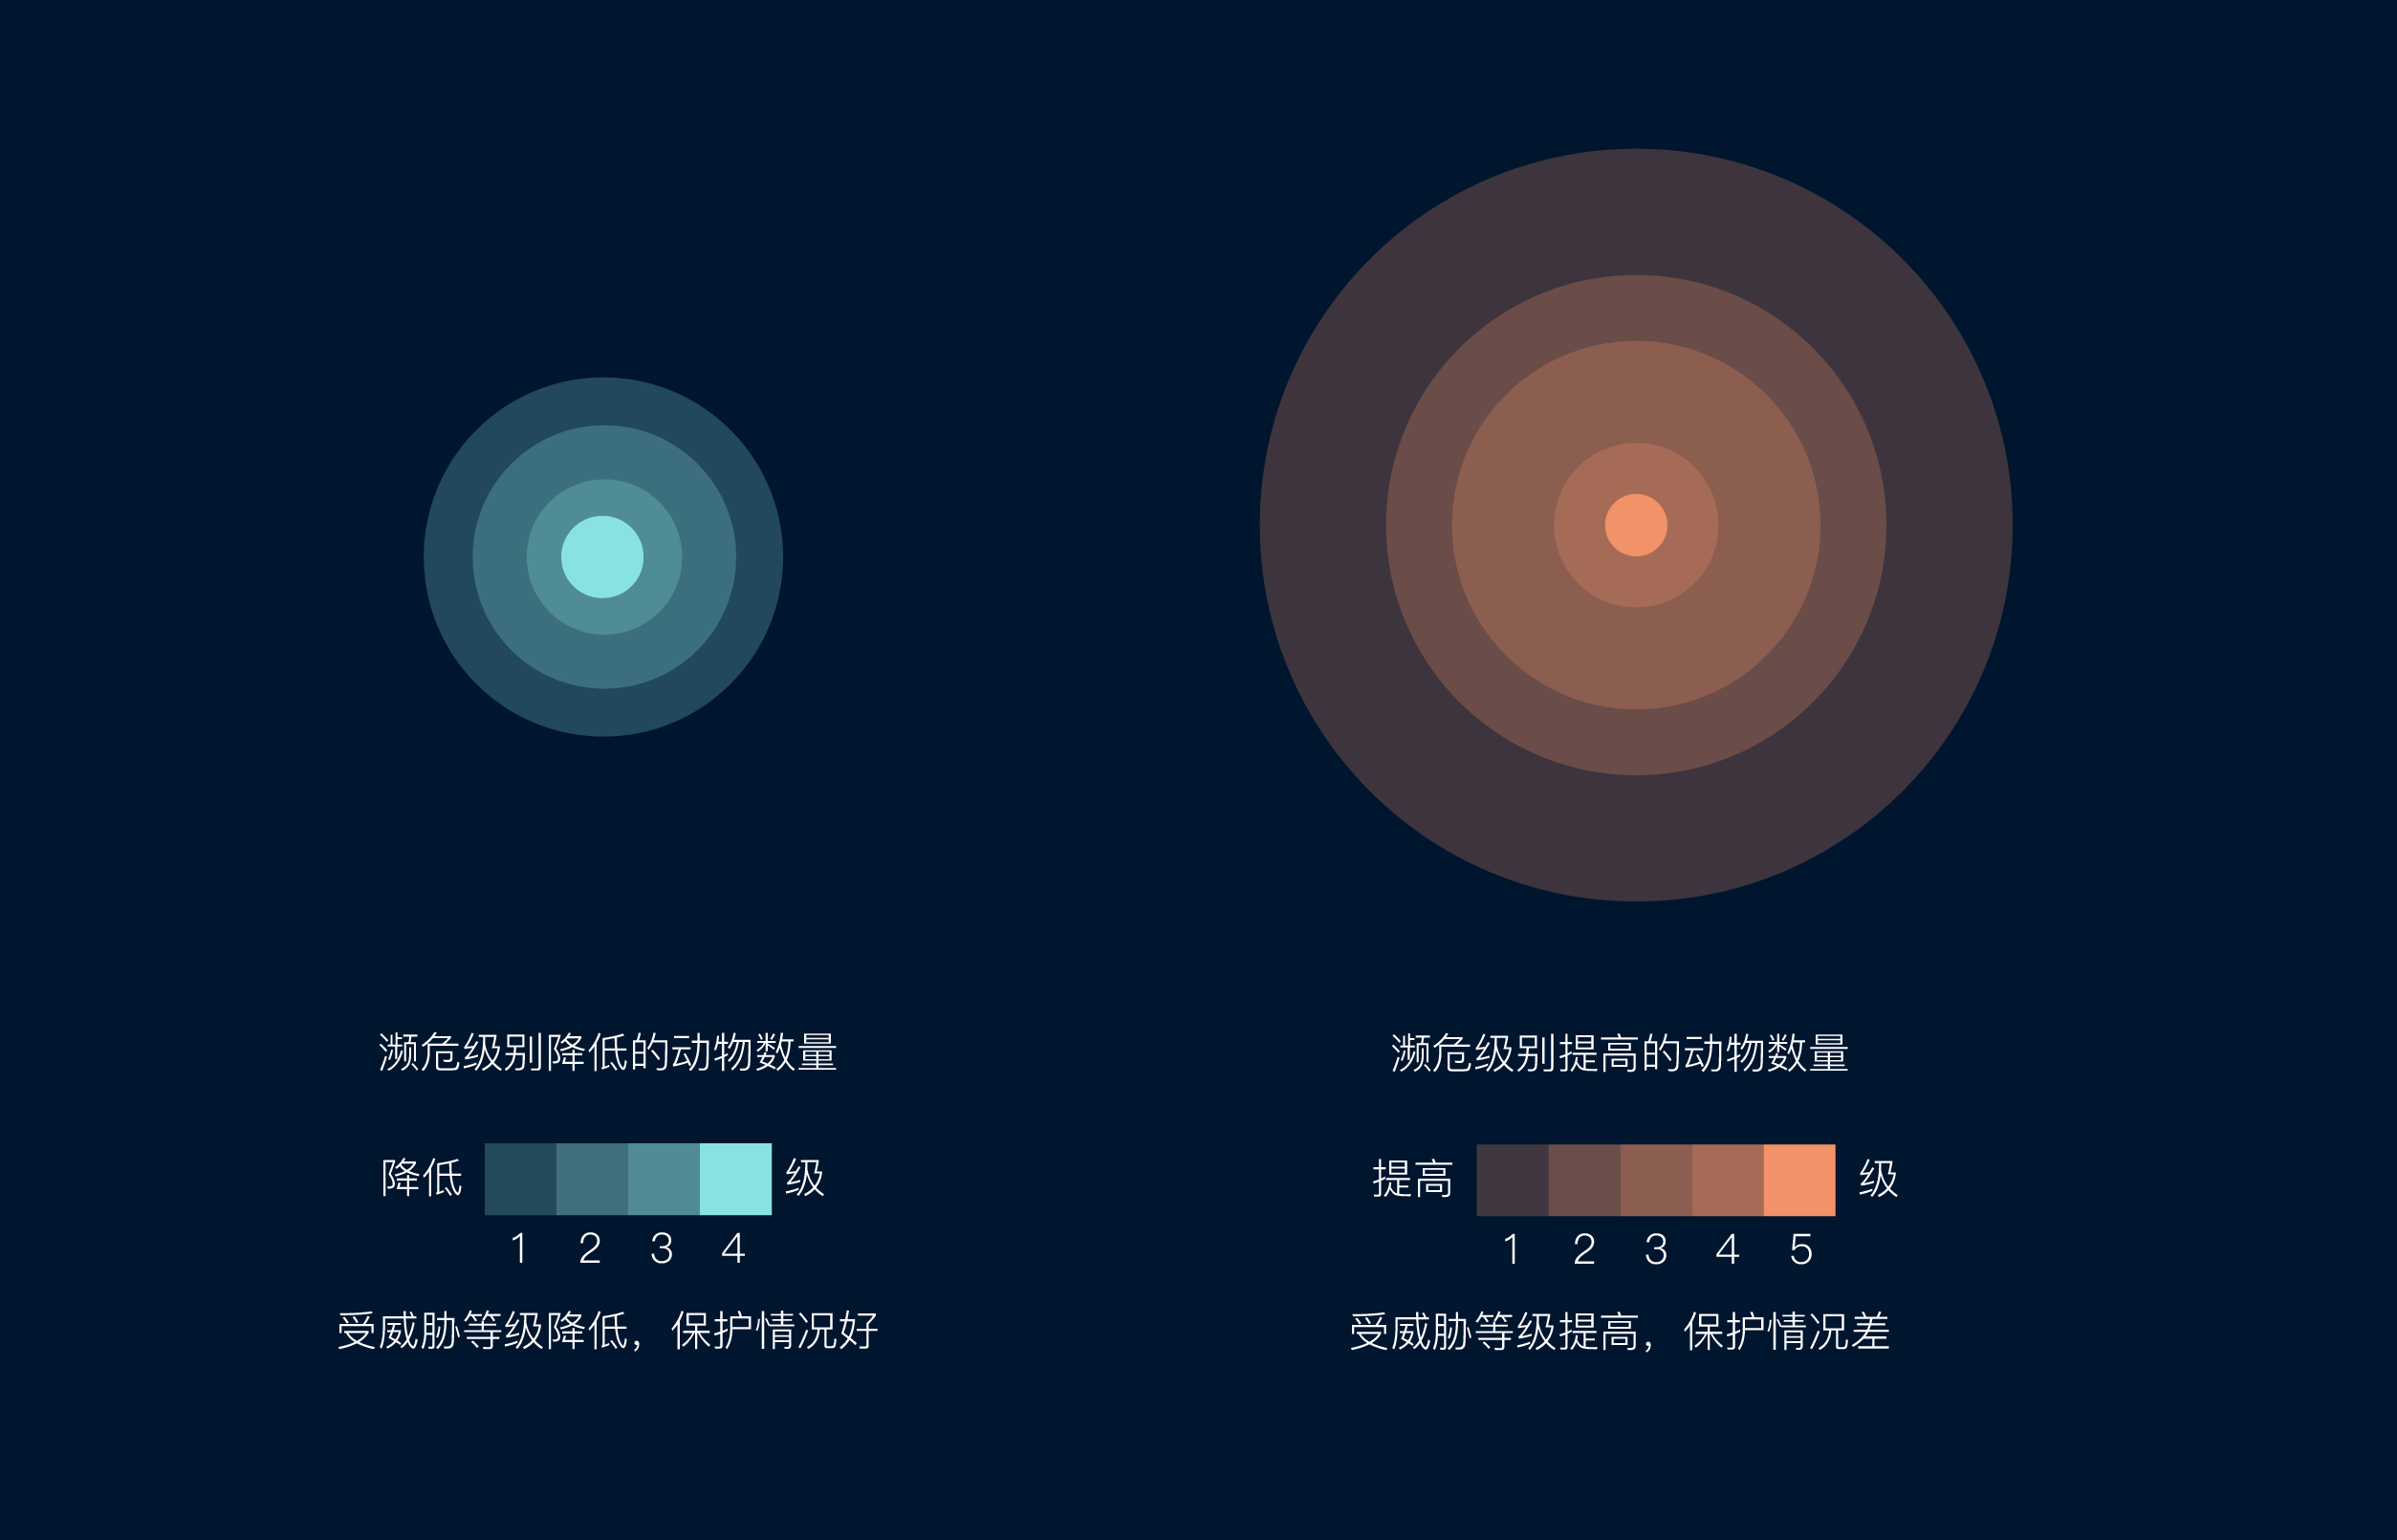 濒危级别降低的动物数量
降低 级
1 2 3 4
受威胁等级降低，保护情况好
濒危级别提高的动物数量
提高 级
1 2 3 4 5
受威胁等级提高，保护情况差